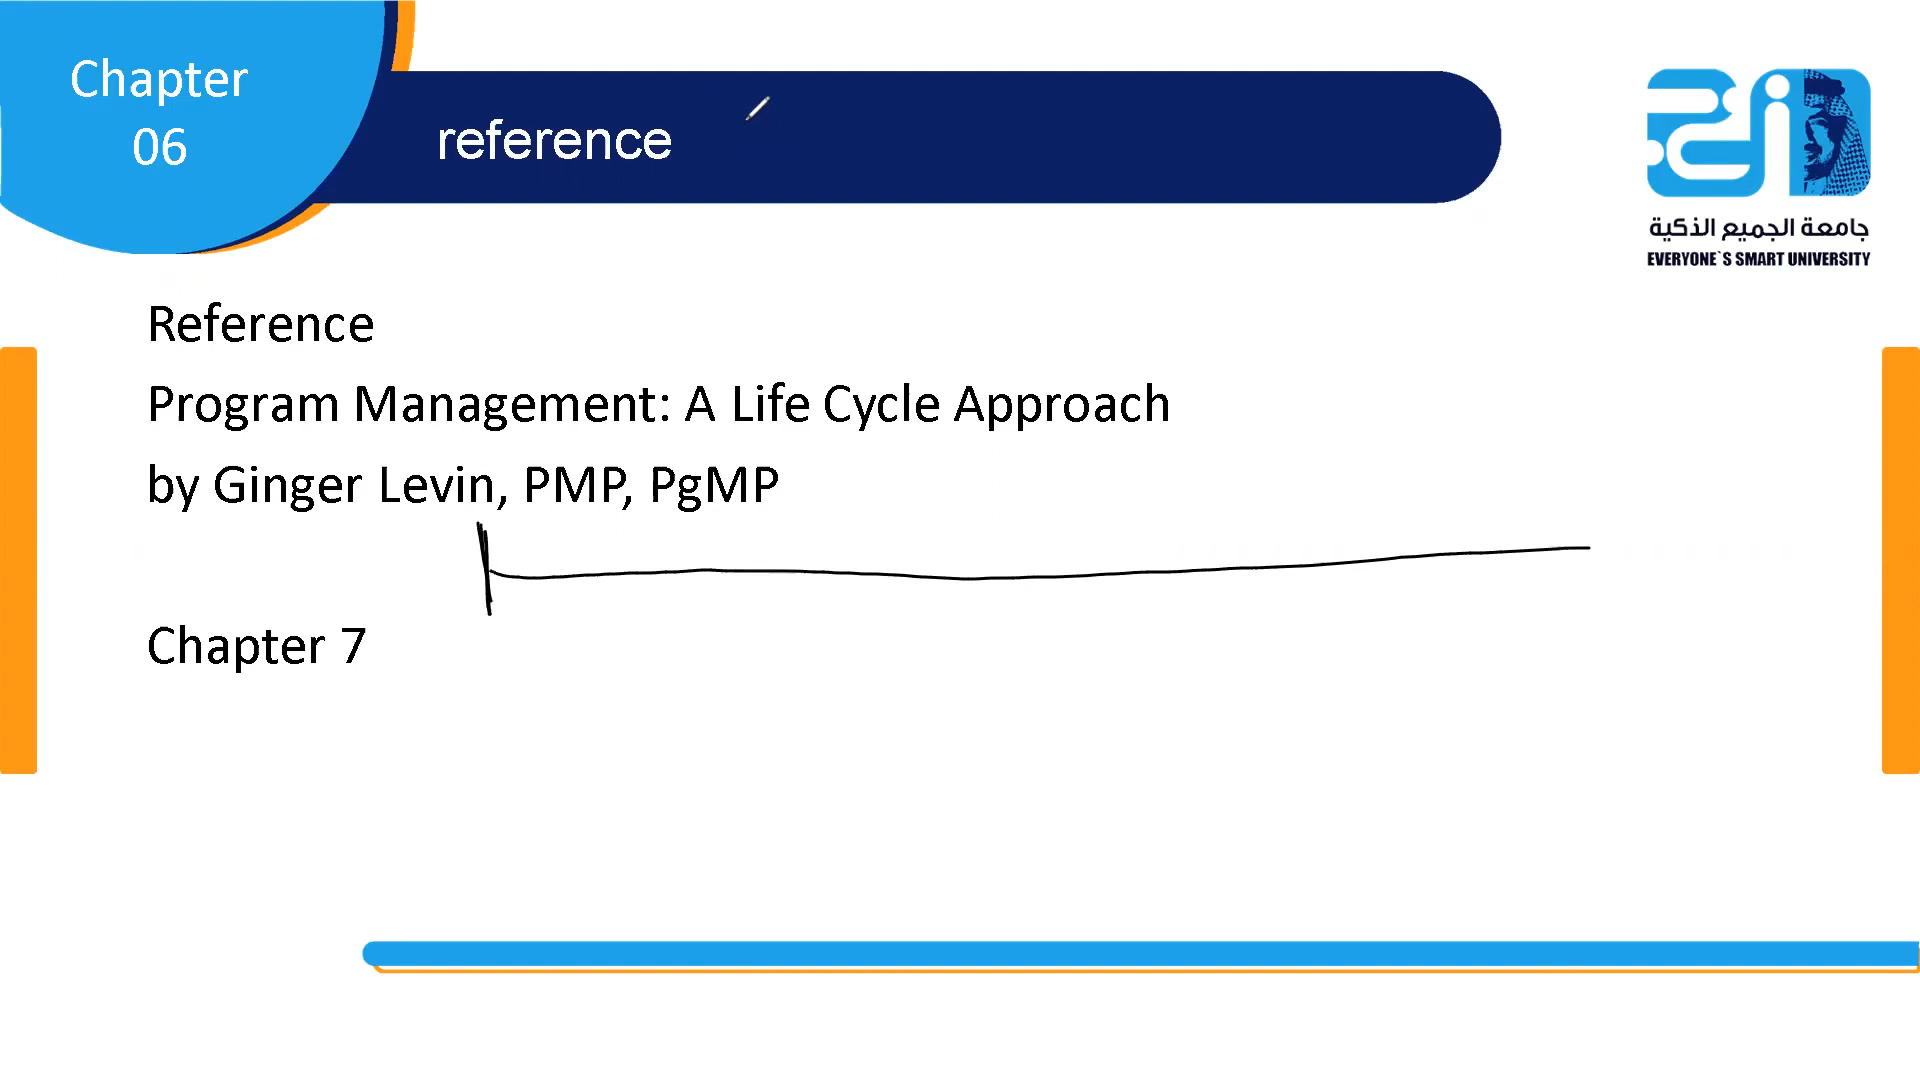 Chapter
06
reference
جامعة الجميع الذكية
EVERYONE`S SMART UNIVERSITY
Reference
Program Management: A Life Cycle Approach
by Ginger Levin, PMP, PgMP
Chapter 7